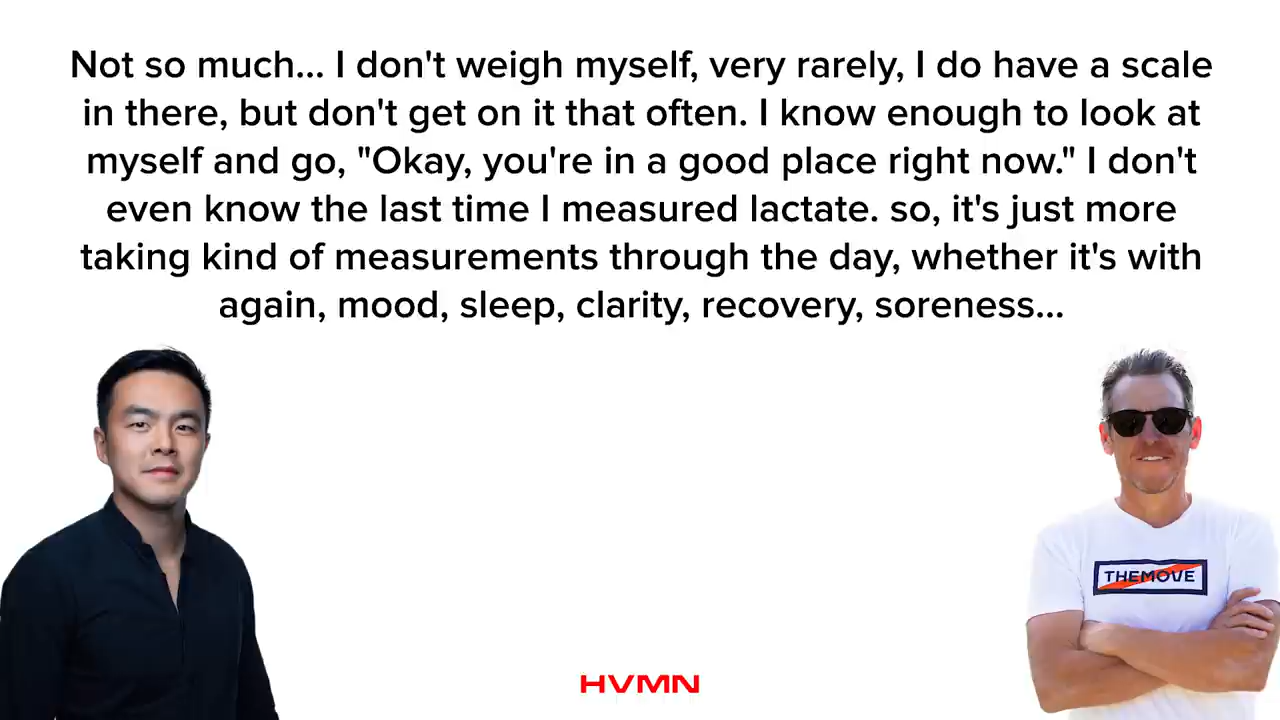 Not so much... I don't weigh myself, very rarely, I do have a scale
in there, but don't get on it that often. I know enough to look at
myself and go, "Okay, you're in a good place right now." I don't
even know the last time I measured lactate. so, it's just more
taking kind of measurements through the day, whether it's with
again, mood, sleep, clarity, recovery, soreness...
THEMOVE
HVMN